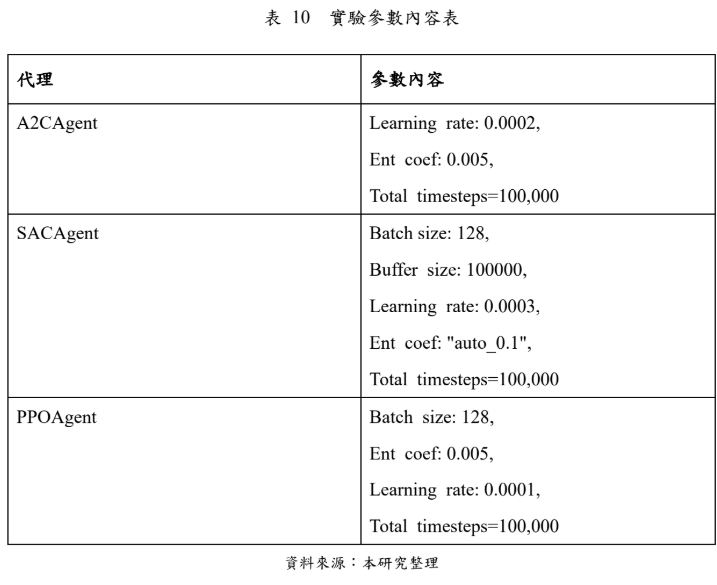 表 10 實驗參數內容表
代理
參數內容
A2CAgent
Learning rate: 0.0002,
Ent coef: 0.005,
Total timesteps=100,000
SACAgent
Batch size: 128,
Buffer size: 100000,
Learning rate: 0.0003,
Ent coef: "auto_0.1",
Total timesteps=100,000
PPOAgent
Batch size: 128,
Ent coef: 0.005,
Learning rate: 0.0001,
Total timesteps=100,000
資料來源：本研究整理